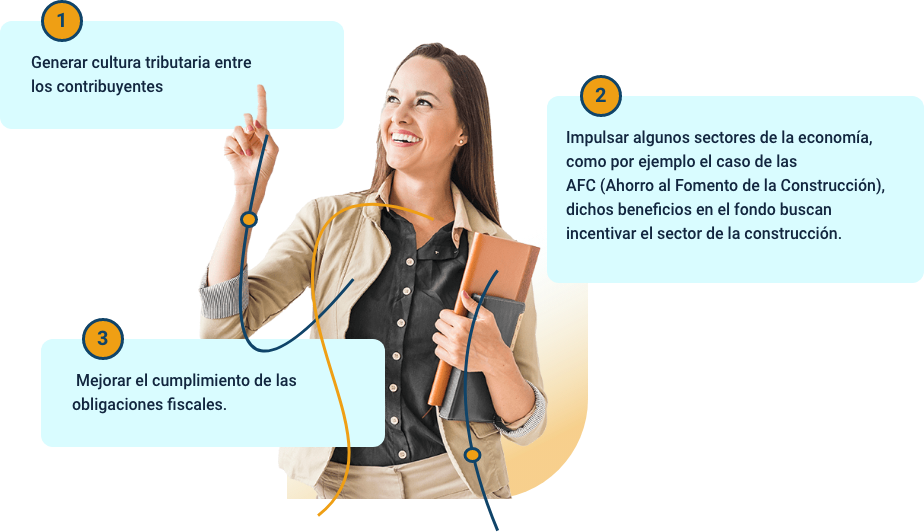 1
Generar cultura tributaria entre
los contribuyentes
2
Impulsar algunos sectores de la economía,
como por ejemplo el caso de las
AFC (Ahorro al Fomento de la Construcción),
dichos beneficios en el fondo buscan
incentivar el sector de la construcción.
3
Mejorar el cumplimiento de las
obligaciones fiscales.